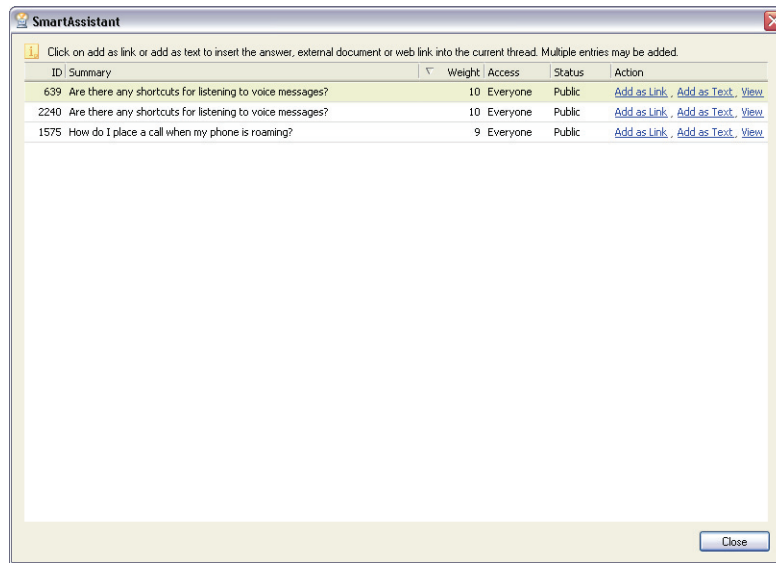 SmartAssistant
Click on add as link or add as text to insert the answer, external document or web link into the current thread. Multiple entries may be added.
ID Summary Weight Access Status Action
639 Are there any shortcuts for listening to voice messages? 10 Everyone Public Add as Link , Add as Text , View
2240 Are there any shortcuts for listening to voice messages? 10 Everyone Public Add as Link , Add as Text , View
1575 How do I place a call when my phone is roaming? 9 Everyone Public Add as Link , Add as Text , View
Close